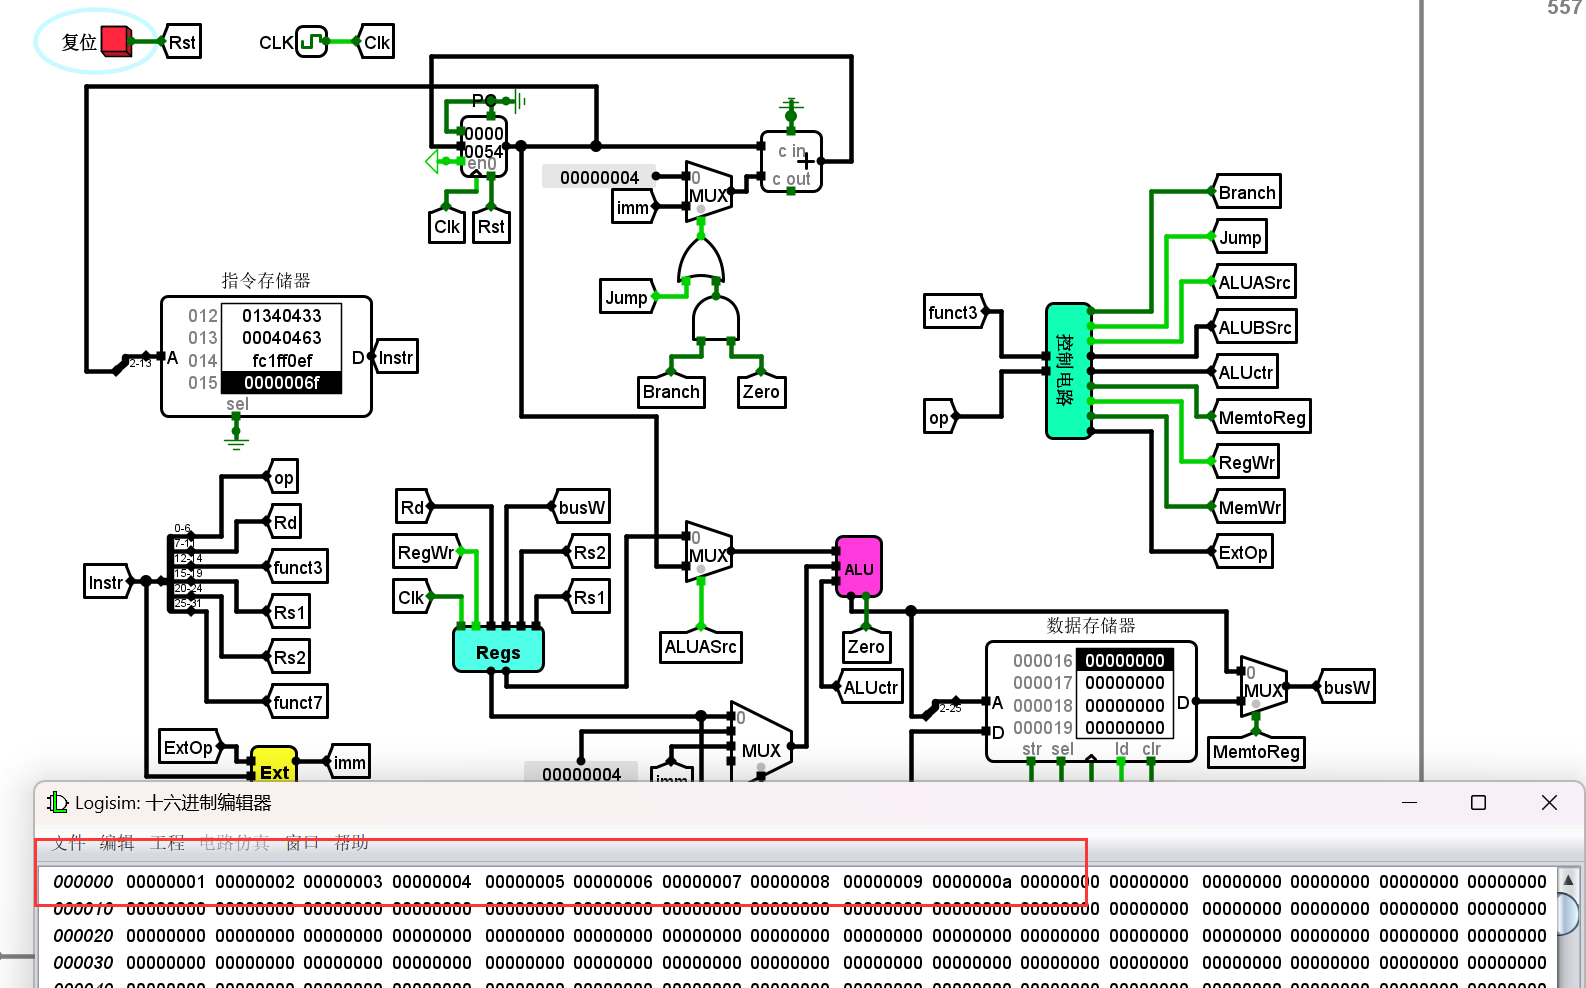 557
复位 Rst CLK Clk
PC
0000
0054
en0
c in
c out
00000004 0
imm MUX
Clk Rst
Branch
Jump
ALUASrc
ALUBSrc
ALUctr
MemtoReg
RegWr
MemWr
ExtOp
funct3
op
控制电路
Jump
Branch Zero
指令存储器
012 01340433
013 00040463
014 fc1ff0ef
015 0000006f
A D Instr
2-13
sel
Instr
0-6 op
7-11 Rd
12-14 funct3
15-19 Rs1
20-24 Rs2
25-31 funct7
ExtOp Ext imm
Rd busW
RegWr Rs2
Clk Rs1
Regs
0
MUX
ALUASrc
ALU
Zero
ALUctr
0
MUX
00000004 imm
数据存储器
000016 00000000
000017 00000000
000018 00000000
000019 00000000
2-25 A D
D
str sel ld clr
0
MUX busW
MemtoReg
Logisim: 十六进制编辑器
文件 编辑 工程 电路仿真 窗口 帮助
000000 00000001 00000002 00000003 00000004 00000005 00000006 00000007 00000008 00000009 0000000a 00000000 00000000 00000000 00000000 00000000 00000000
000010 00000000 00000000 00000000 00000000 00000000 00000000 00000000 00000000 00000000 00000000 00000000 00000000 00000000 00000000 00000000 00000000
000020 00000000 00000000 00000000 00000000 00000000 00000000 00000000 00000000 00000000 00000000 00000000 00000000 00000000 00000000 00000000 00000000
000030 00000000 00000000 00000000 00000000 00000000 00000000 00000000 00000000 00000000 00000000 00000000 00000000 00000000 00000000 00000000 00000000